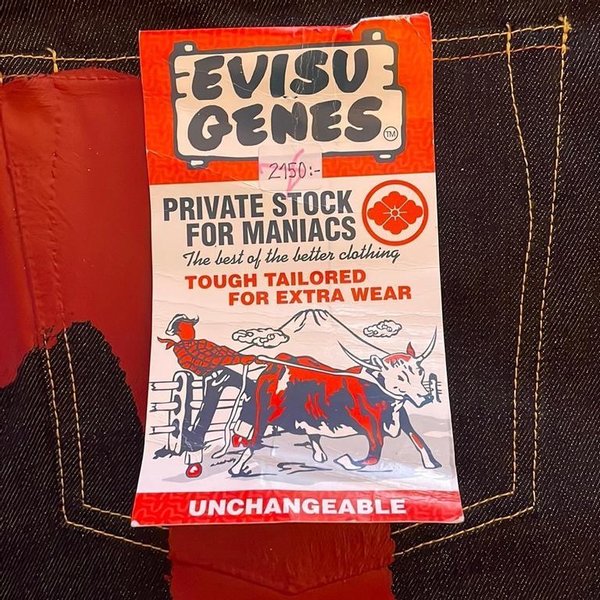 EVISU
GENES
TM
2150:-
PRIVATE STOCK
FOR MANIACS
The best of the better clothing
TOUGH TAILORED
FOR EXTRA WEAR
UNCHANGEABLE